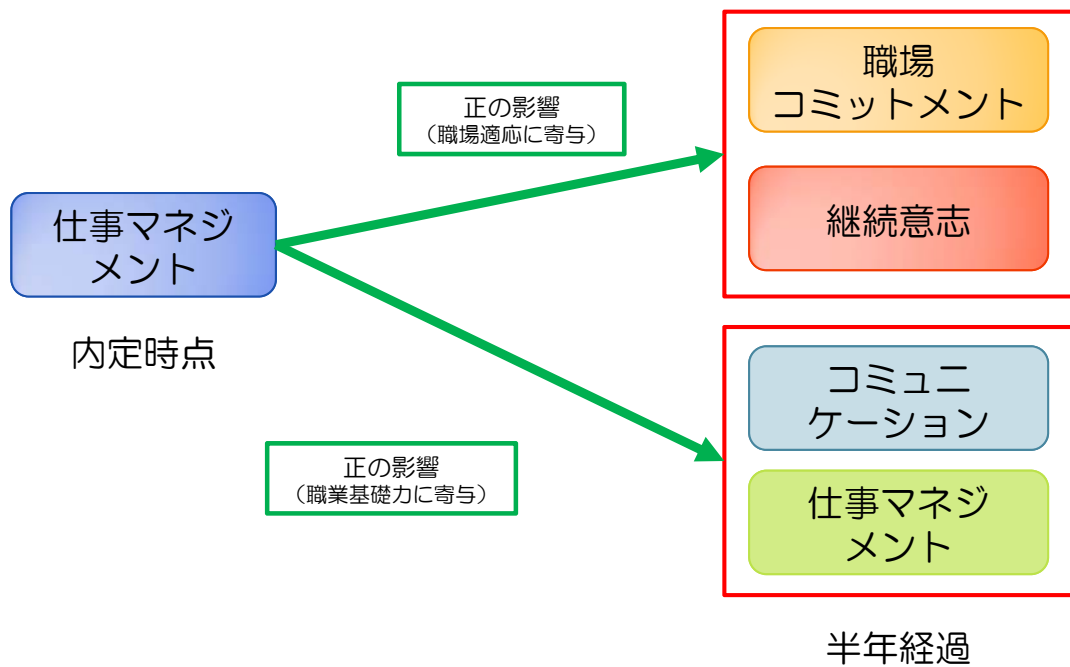 職場
コミットメント
正の影響
（職場適応に寄与）
仕事マネジ
メント
継続意志
内定時点
コミュニ
ケーション
正の影響
（職業基礎力に寄与）
仕事マネジ
メント
半年経過